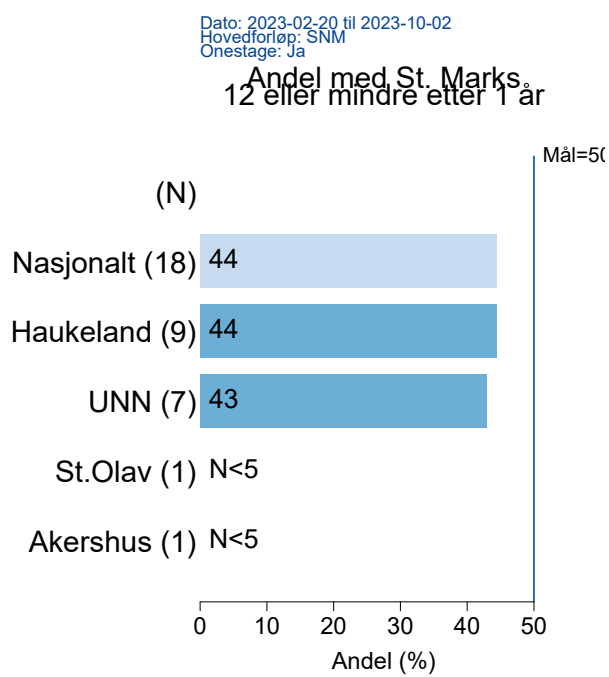 Dato: 2023-02-20 til 2023-10-02
Hovedforløp: SNM
Onestage: Ja
Andel med St. Marks
12 eller mindre etter 1 år
Mål=50
(N)
Nasjonalt (18) 44
Haukeland (9) 44
UNN (7) 43
St.Olav (1) N<5
Akershus (1) N<5
0 10 20 30 40 50
Andel (%)